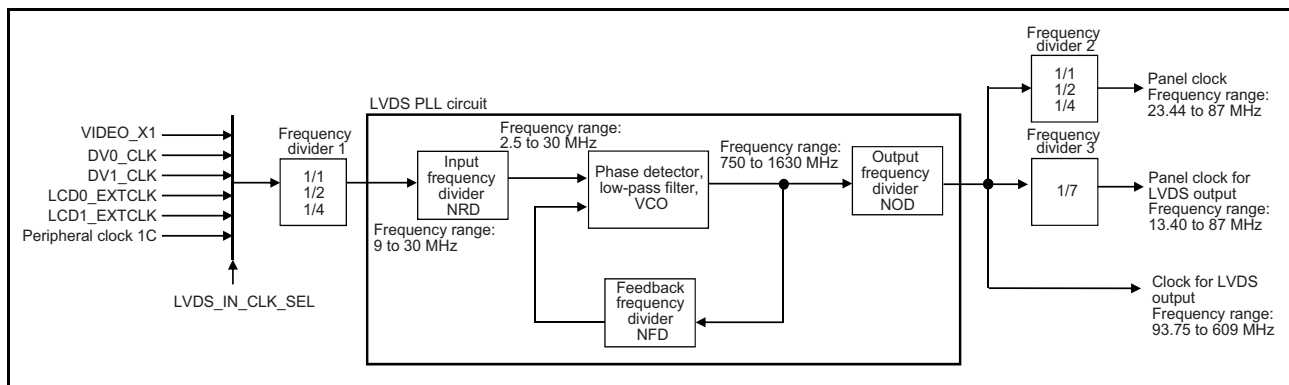 VIDEO_X1
DV0_CLK
DV1_CLK
LCD0_EXTCLK
LCD1_EXTCLK
Peripheral clock 1C
LVDS_IN_CLK_SEL
Frequency
divider 1
1/1
1/2
1/4
LVDS PLL circuit
Input
frequency
divider
NRD
Frequency range:
9 to 30 MHz
Frequency range:
2.5 to 30 MHz
Phase detector,
low-pass filter,
VCO
Feedback
frequency
divider
NFD
Frequency range:
750 to 1630 MHz
Output
frequency
divider
NOD
Frequency
divider 2
1/1
1/2
1/4
Panel clock
Frequency range:
23.44 to 87 MHz
Frequency
divider 3
1/7
Panel clock for
LVDS output
Frequency range:
13.40 to 87 MHz
Clock for LVDS
output
Frequency range:
93.75 to 609 MHz